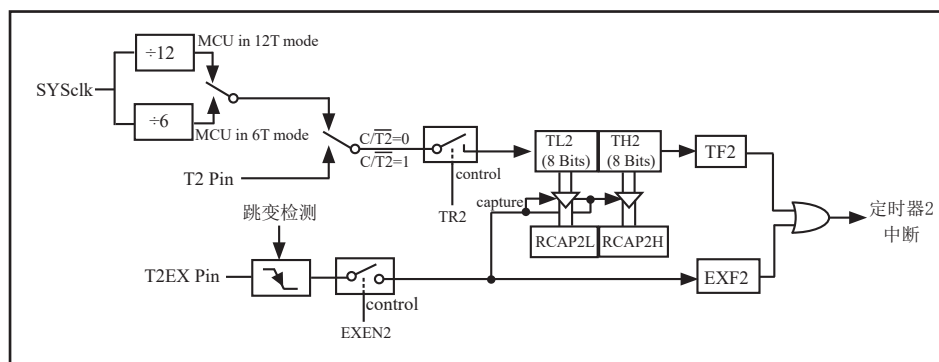 ÷12
MCU in 12T mode
SYSclk
÷6
MCU in 6T mode
C/T2=0
C/T2=1
T2 Pin
control
TR2
TL2
(8 Bits)
TH2
(8 Bits)
TF2
capture
RCAP2L
RCAP2H
定时器2
中断
跳变检测
T2EX Pin
control
EXEN2
EXF2